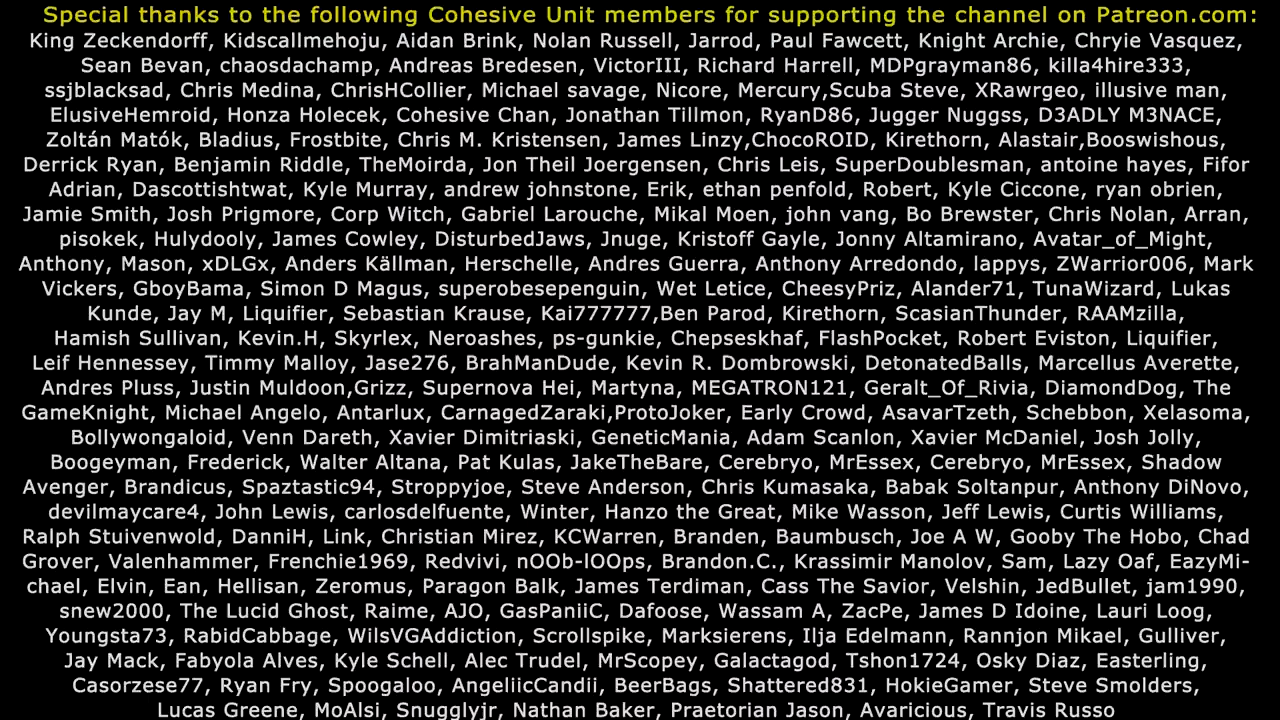 Special thanks to the following Cohesive Unit members for supporting the channel on Patreon.com:
King Zeckendorff, Kidscallmehoju, Aidan Brink, Nolan Russell, Jarrod, Paul Fawcett, Knight Archie, Chryie Vasquez,
Sean Bevan, chaosdachamp, Andreas Bredesen, VictorIII, Richard Harrell, MDPgrayman86, killa4hire333,
ssjblacksad, Chris Medina, ChrisHCollier, Michael savage, Nicore, Mercury,Scuba Steve, XRawrgeo, illusive man,
ElusiveHemroid, Honza Holecek, Cohesive Chan, Jonathan Tillmon, RyanD86, Jugger Nuggss, D3ADLY M3NACE,
Zoltán Matók, Bladius, Frostbite, Chris M. Kristensen, James Linzy,ChocoROID, Kirethorn, Alastair,Booswishous,
Derrick Ryan, Benjamin Riddle, TheMoirda, Jon Theil Joergensen, Chris Leis, SuperDoublesman, antoine hayes, Fifor
Adrian, Dascottishtwat, Kyle Murray, andrew johnstone, Erik, ethan penfold, Robert, Kyle Ciccone, ryan obrien,
Jamie Smith, Josh Prigmore, Corp Witch, Gabriel Larouche, Mikal Moen, john vang, Bo Brewster, Chris Nolan, Arran,
pisokek, Hulydooly, James Cowley, DisturbedJaws, Jnuge, Kristoff Gayle, Jonny Altamirano, Avatar_of_Might,
Anthony, Mason, xDLGx, Anders Källman, Herschelle, Andres Guerra, Anthony Arredondo, lappys, ZWarrior006, Mark
Vickers, GboyBama, Simon D Magus, superobesepenguin, Wet Letice, CheesyPriz, Alander71, TunaWizard, Lukas
Kunde, Jay M, Liquifier, Sebastian Krause, Kai777777,Ben Parod, Kirethorn, ScasianThunder, RAAMzilla,
Hamish Sullivan, Kevin.H, Skyrlex, Neroashes, ps-gunkie, Chepseskhaf, FlashPocket, Robert Eviston, Liquifier,
Leif Hennessey, Timmy Malloy, Jase276, BrahManDude, Kevin R. Dombrowski, DetonatedBalls, Marcellus Averette,
Andres Pluss, Justin Muldoon,Grizz, Supernova Hei, Martyna, MEGATRON121, Geralt_Of_Rivia, DiamondDog, The
GameKnight, Michael Angelo, Antarlux, CarnagedZaraki,ProtoJoker, Early Crowd, AsavarTzeth, Schebbon, Xelasoma,
Bollywongaloid, Venn Dareth, Xavier Dimitriaski, GeneticMania, Adam Scanlon, Xavier McDaniel, Josh Jolly,
Boogeyman, Frederick, Walter Altana, Pat Kulas, JakeTheBare, Cerebryo, MrEssex, Cerebryo, MrEssex, Shadow
Avenger, Brandicus, Spaztastic94, Stroppyjoe, Steve Anderson, Chris Kumasaka, Babak Soltanpur, Anthony DiNovo,
devilmaycare4, John Lewis, carlosdelfuente, Winter, Hanzo the Great, Mike Wasson, Jeff Lewis, Curtis Williams,
Ralph Stuivenwold, DanniH, Link, Christian Mirez, KCWarren, Branden, Baumbusch, Joe A W, Gooby The Hobo, Chad
Grover, Valenhammer, Frenchie1969, Redvivi, nOOb-lOOps, Brandon.C., Krassimir Manolov, Sam, Lazy Oaf, EazyMi-
chael, Elvin, Ean, Hellisan, Zeromus, Paragon Balk, James Terdiman, Cass The Savior, Velshin, JedBullet, jam1990,
snew2000, The Lucid Ghost, Raime, AJO, GasPaniiC, Dafoose, Wassam A, ZacPe, James D Idoine, Lauri Loog,
Youngsta73, RabidCabbage, WilsVGAddiction, Scrollspike, Marksierens, Ilja Edelmann, Rannjon Mikael, Gulliver,
Jay Mack, Fabyola Alves, Kyle Schell, Alec Trudel, MrScopey, Galactagod, Tshon1724, Osky Diaz, Easterling,
Casorzese77, Ryan Fry, Spoogaloo, AngeliicCandii, BeerBags, Shattered831, HokieGamer, Steve Smolders,
Lucas Greene, MoAlsi, Snugglyjr, Nathan Baker, Praetorian Jason, Avaricious, Travis Russo